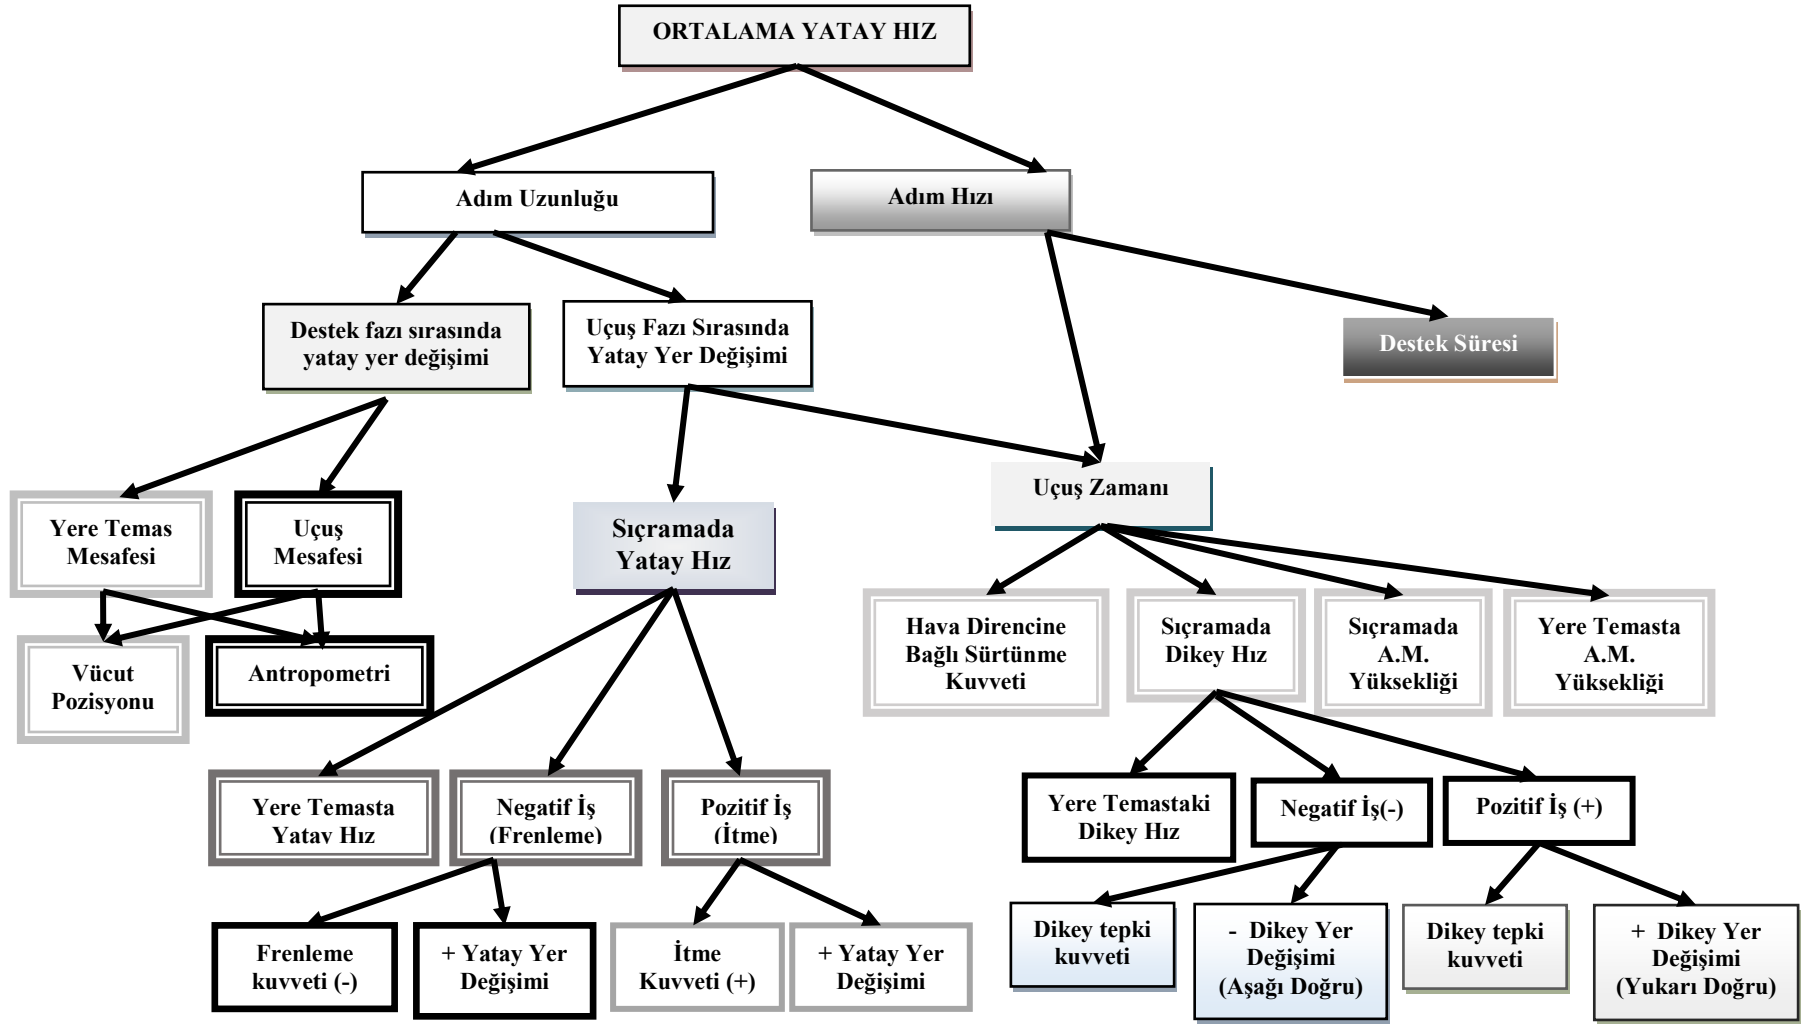 ORTALAMA YATAY HIZ
Adım Uzunluğu
Adım Hızı
Destek fazı sırasında
yatay yer değişimi
Uçuş Fazı Sırasında
Yatay Yer Değişimi
Destek Süresi
Yere Temas
Mesafesi
Uçuş
Mesafesi
Sıçramada
Yatay Hız
Uçuş Zamanı
Vücut
Pozisyonu
Antropometri
Hava Direncine
Bağlı Sürtünme
Kuvveti
Sıçramada
Dikey Hız
Sıçramada
A.M.
Yüksekliği
Yere Temasta
A.M.
Yüksekliği
Yere Temasta
Yatay Hız
Negatif İş
(Frenleme)
Pozitif İş
(İtme)
Yere Temastaki
Dikey Hız
Negatif İş(-)
Pozitif İş (+)
Frenleme
kuvveti (-)
+ Yatay Yer
Değişimi
İtme
Kuvveti (+)
+ Yatay Yer
Değişimi
Dikey tepki
kuvveti
- Dikey Yer
Değişimi
(Aşağı Doğru)
Dikey tepki
kuvveti
+ Dikey Yer
Değişimi
(Yukarı Doğru)